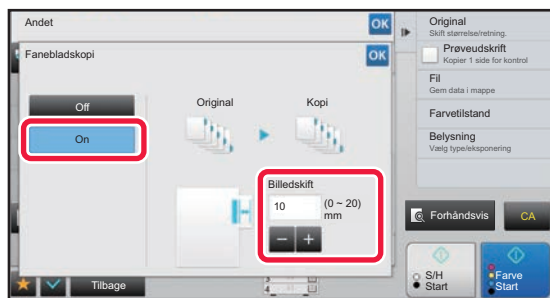 Andet
OK
Fanebladskopi
OK
Off
On
Original
Kopi
Billedskift
10
(0 ~ 20)
mm
Tilbage
3
4
Original
Skift størrelse/retning.
Prøveudskrift
Kopier 1 side for kontrol
Fil
Gem data i mappe
Farvetilstand
Belysning
Vælg type/eksponering
Forhåndsvis
CA
S/H
Start
Farve
Start